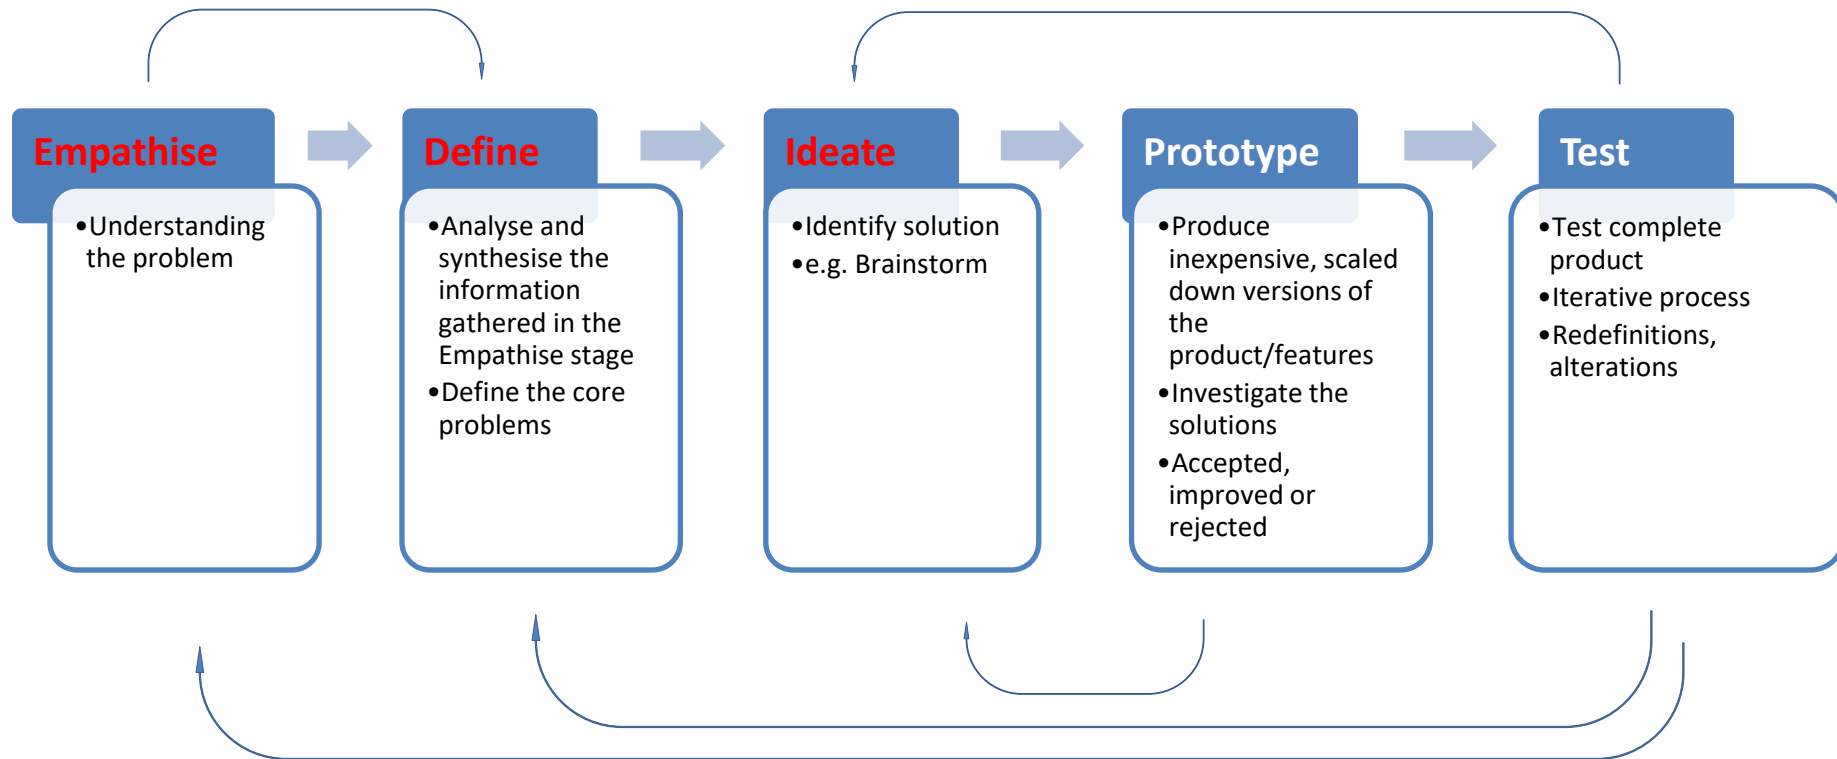 Empathise
•Understanding
the problem
Define
•Analyse and
synthesise the
information
gathered in the
Empathise stage
•Define the core
problems
Ideate
•Identify solution
•e.g. Brainstorm
Prototype
•Produce
inexpensive, scaled
down versions of
the
product/features
•Investigate the
solutions
•Accepted,
improved or
rejected
Test
•Test complete
product
•Iterative process
•Redefinitions,
alterations